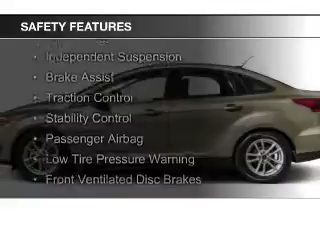 SAFETY FEATURES
• Independent Suspension
• Brake Assist
• Traction Control
• Stability Control
• Passenger Airbag
• Low Tire Pressure Warning
• Front Ventilated Disc Brakes